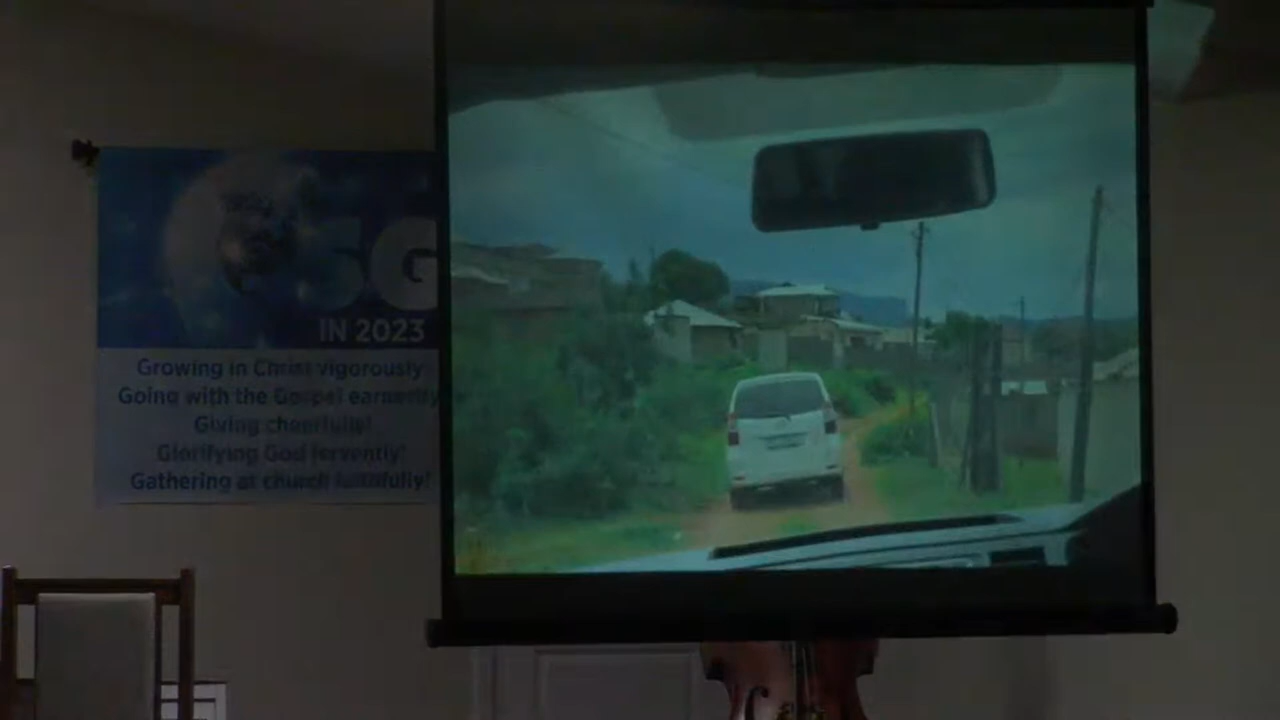 5G
IN 2023
Growing in Christ vigorously
Going with the Gospel earnestly
Giving cheerfully!
Glorifying God fervently!
Gathering at church faithfully!